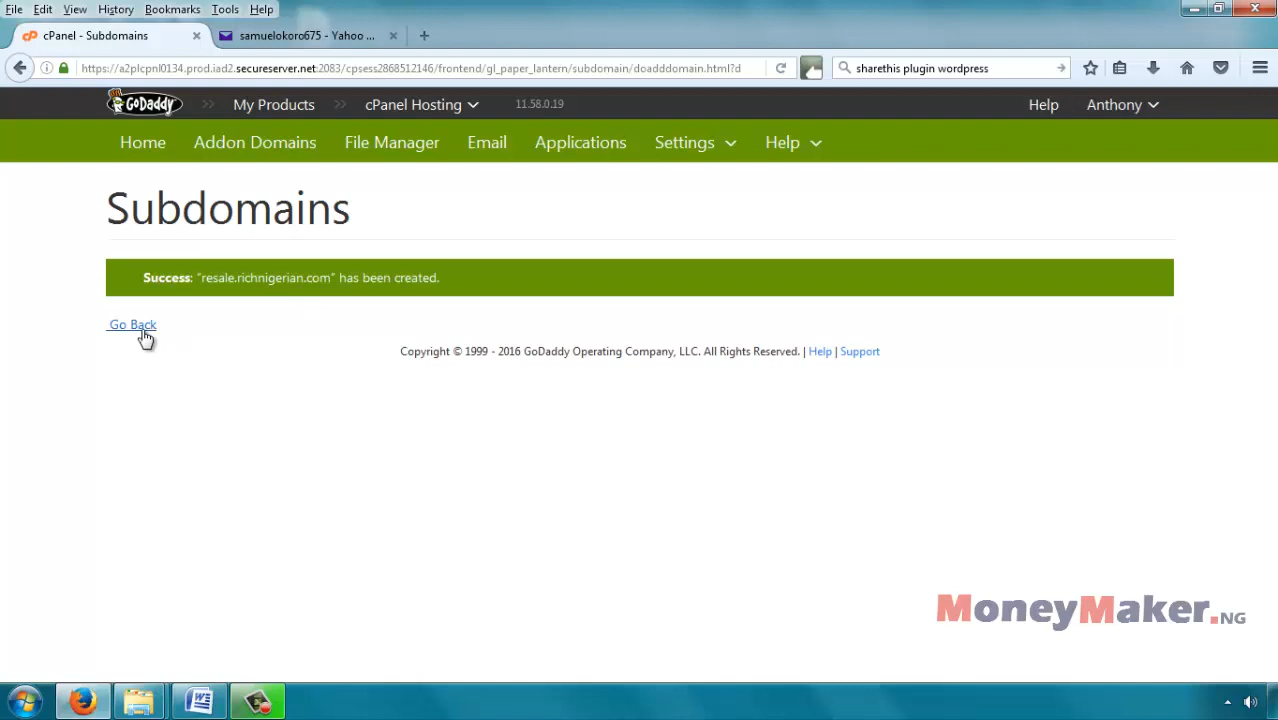 File Edit View History Bookmarks Tools Help
cPanel - Subdomains × samuelokoro675 - Yahoo ... × +
https://a2plcpnl0134.prod.iad2.secureserver.net:2083/cpsess2868512146/frontend/gl_paper_lantern/subdomain/doadddomain.html?d sharethis plugin wordpress
GoDaddy My Products cPanel Hosting 11.58.0.19 Help Anthony
Home Addon Domains File Manager Email Applications Settings Help
Subdomains
Success: "resale.richnigerian.com" has been created.
Go Back
Copyright © 1999 - 2016 GoDaddy Operating Company, LLC. All Rights Reserved. | Help | Support
MoneyMaker.NG